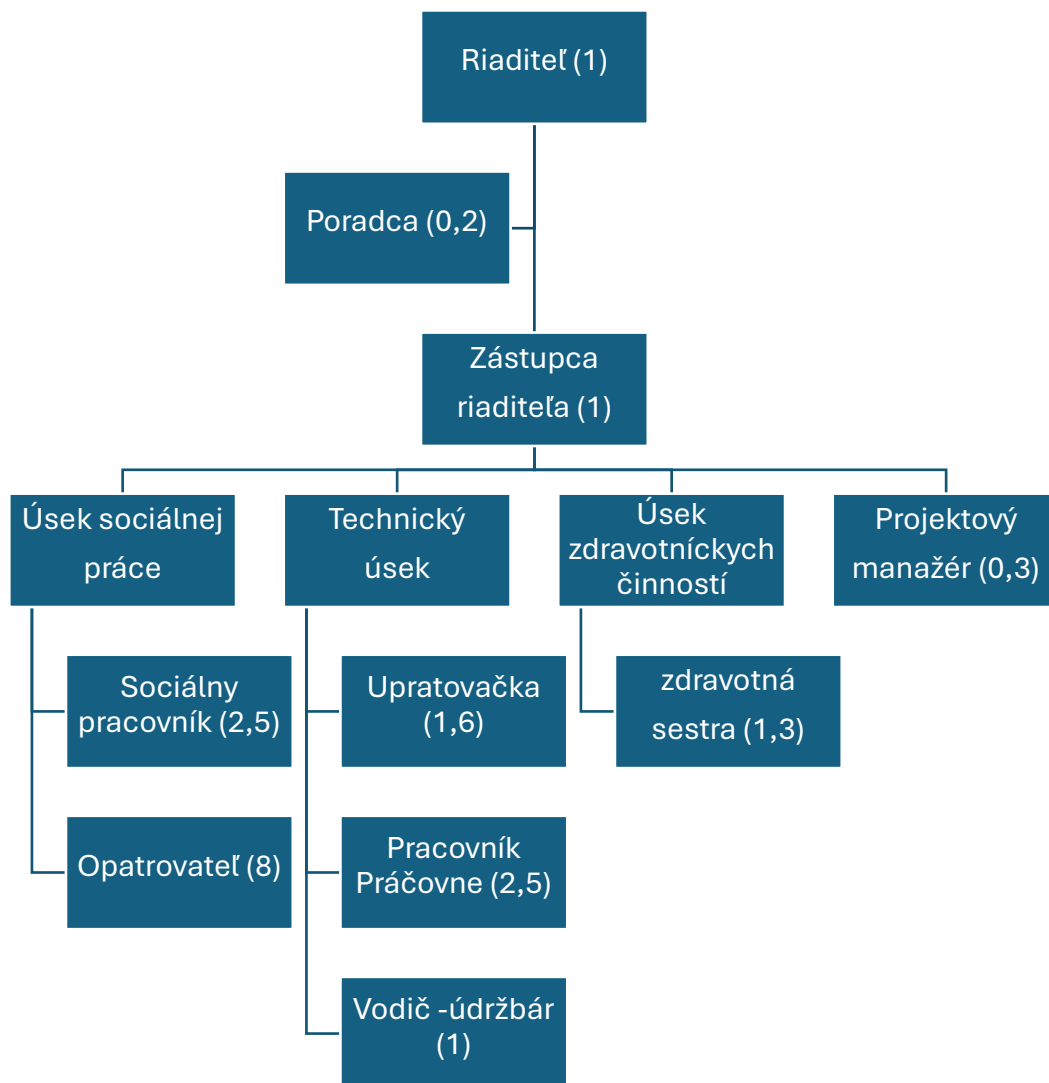 Riaditeľ (1)
Poradca (0,2)
Zástupca
riaditeľa (1)
Úsek sociálnej
práce
Technický
úsek
Úsek
zdravotníckych
činností
Projektový
manažér (0,3)
Sociálny
pracovník (2,5)
Upratovačka
(1,6)
zdravotná
sestra (1,3)
Opatrovateľ (8)
Pracovník
Práčovne (2,5)
Vodič -údržbár
(1)